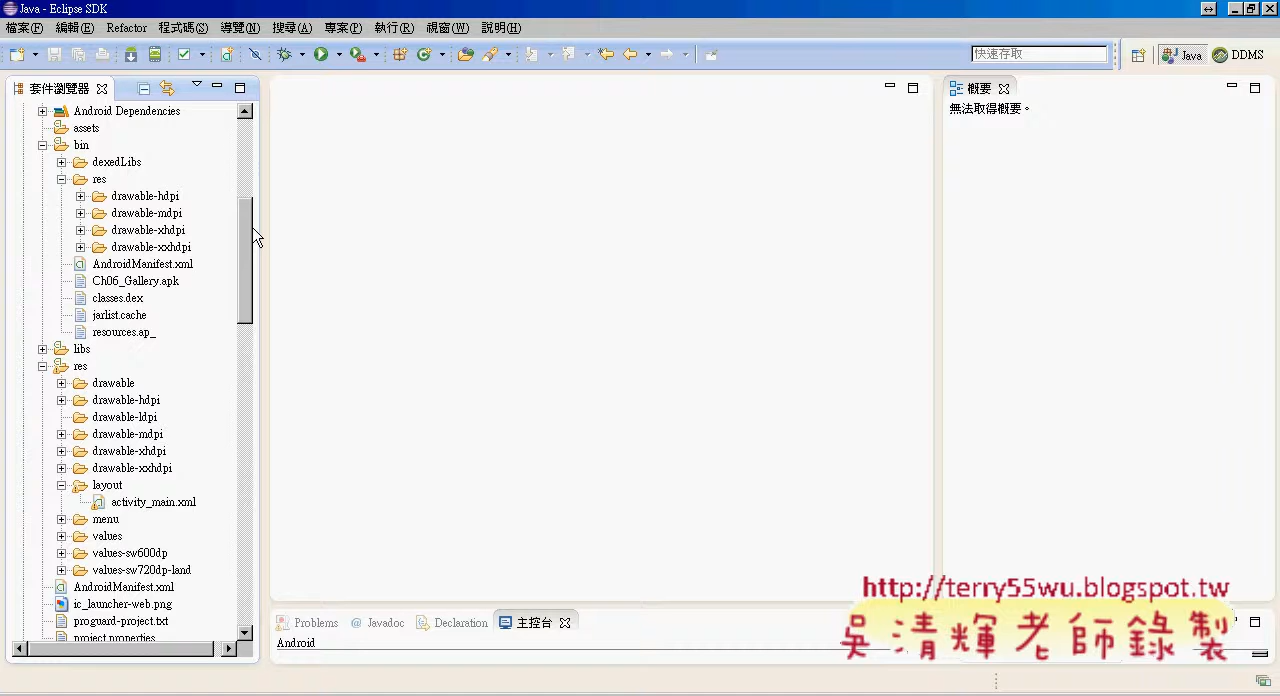 Java - Eclipse SDK
檔案(F) 編輯(E) Refactor 程式碼(S) 導覽(N) 搜尋(A) 專案(P) 執行(R) 視窗(W) 說明(H)
快速存取
Java
DDMS
套件瀏覽器
Android Dependencies
assets
bin
dexedLibs
res
drawable-hdpi
drawable-mdpi
drawable-xhdpi
drawable-xxhdpi
AndroidManifest.xml
Ch06_Gallery.apk
classes.dex
jarlist.cache
resources.ap_
libs
res
drawable
drawable-hdpi
drawable-ldpi
drawable-mdpi
drawable-xhdpi
drawable-xxhdpi
layout
activity_main.xml
menu
values
values-sw600dp
values-sw720dp-land
AndroidManifest.xml
ic_launcher-web.png
proguard-project.txt
project.properties
概要
無法取得概要。
Problems @ Javadoc Declaration 主控台
Android
http://terry55wu.blogspot.tw
吳清輝老師錄製